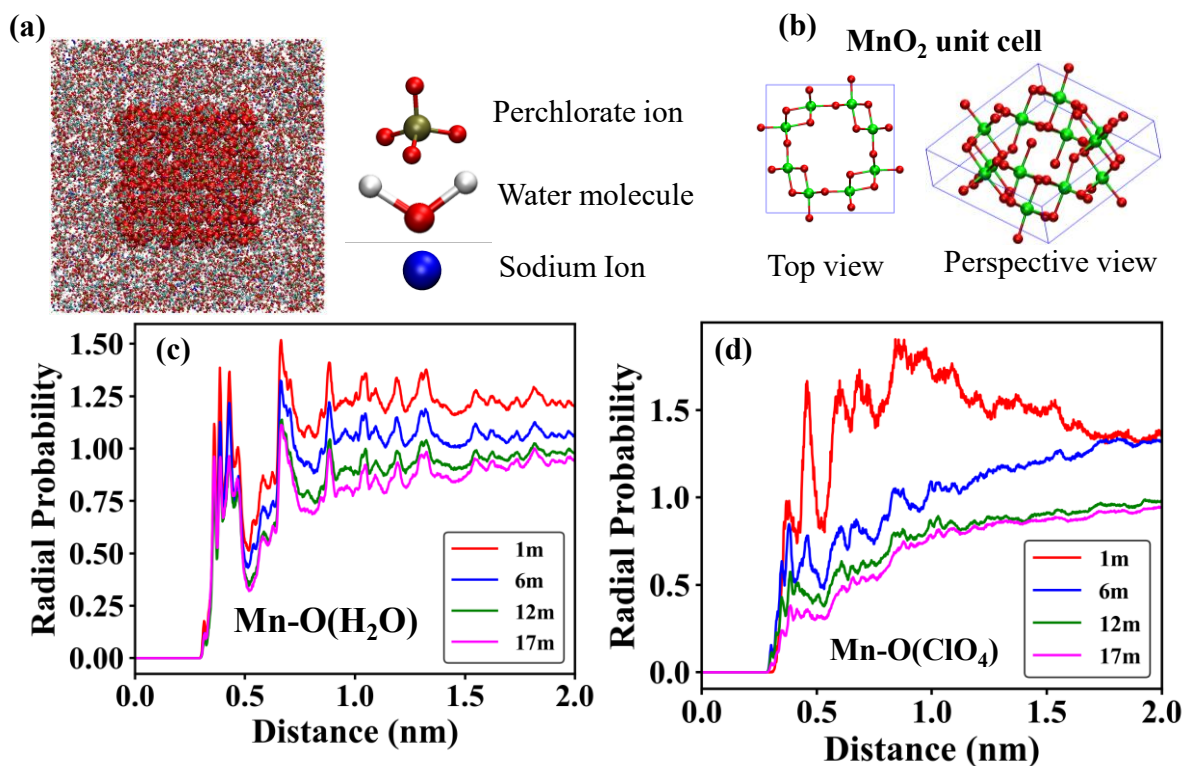 (a)
Perchlorate ion
Water molecule
Sodium Ion
(b)
MnO₂ unit cell
Top view
Perspective view
(c)
Radial Probability
1.50
1.25
1.00
0.75
0.50
0.25
0.00
Mn-O(H₂O)
1m
6m
12m
17m
0.0 0.5 1.0 1.5 2.0
Distance (nm)
(d)
Radial Probability
1.5
1.0
0.5
0.0
1m
6m
12m
17m
Mn-O(ClO₄)
0.0 0.5 1.0 1.5 2.0
Distance (nm)